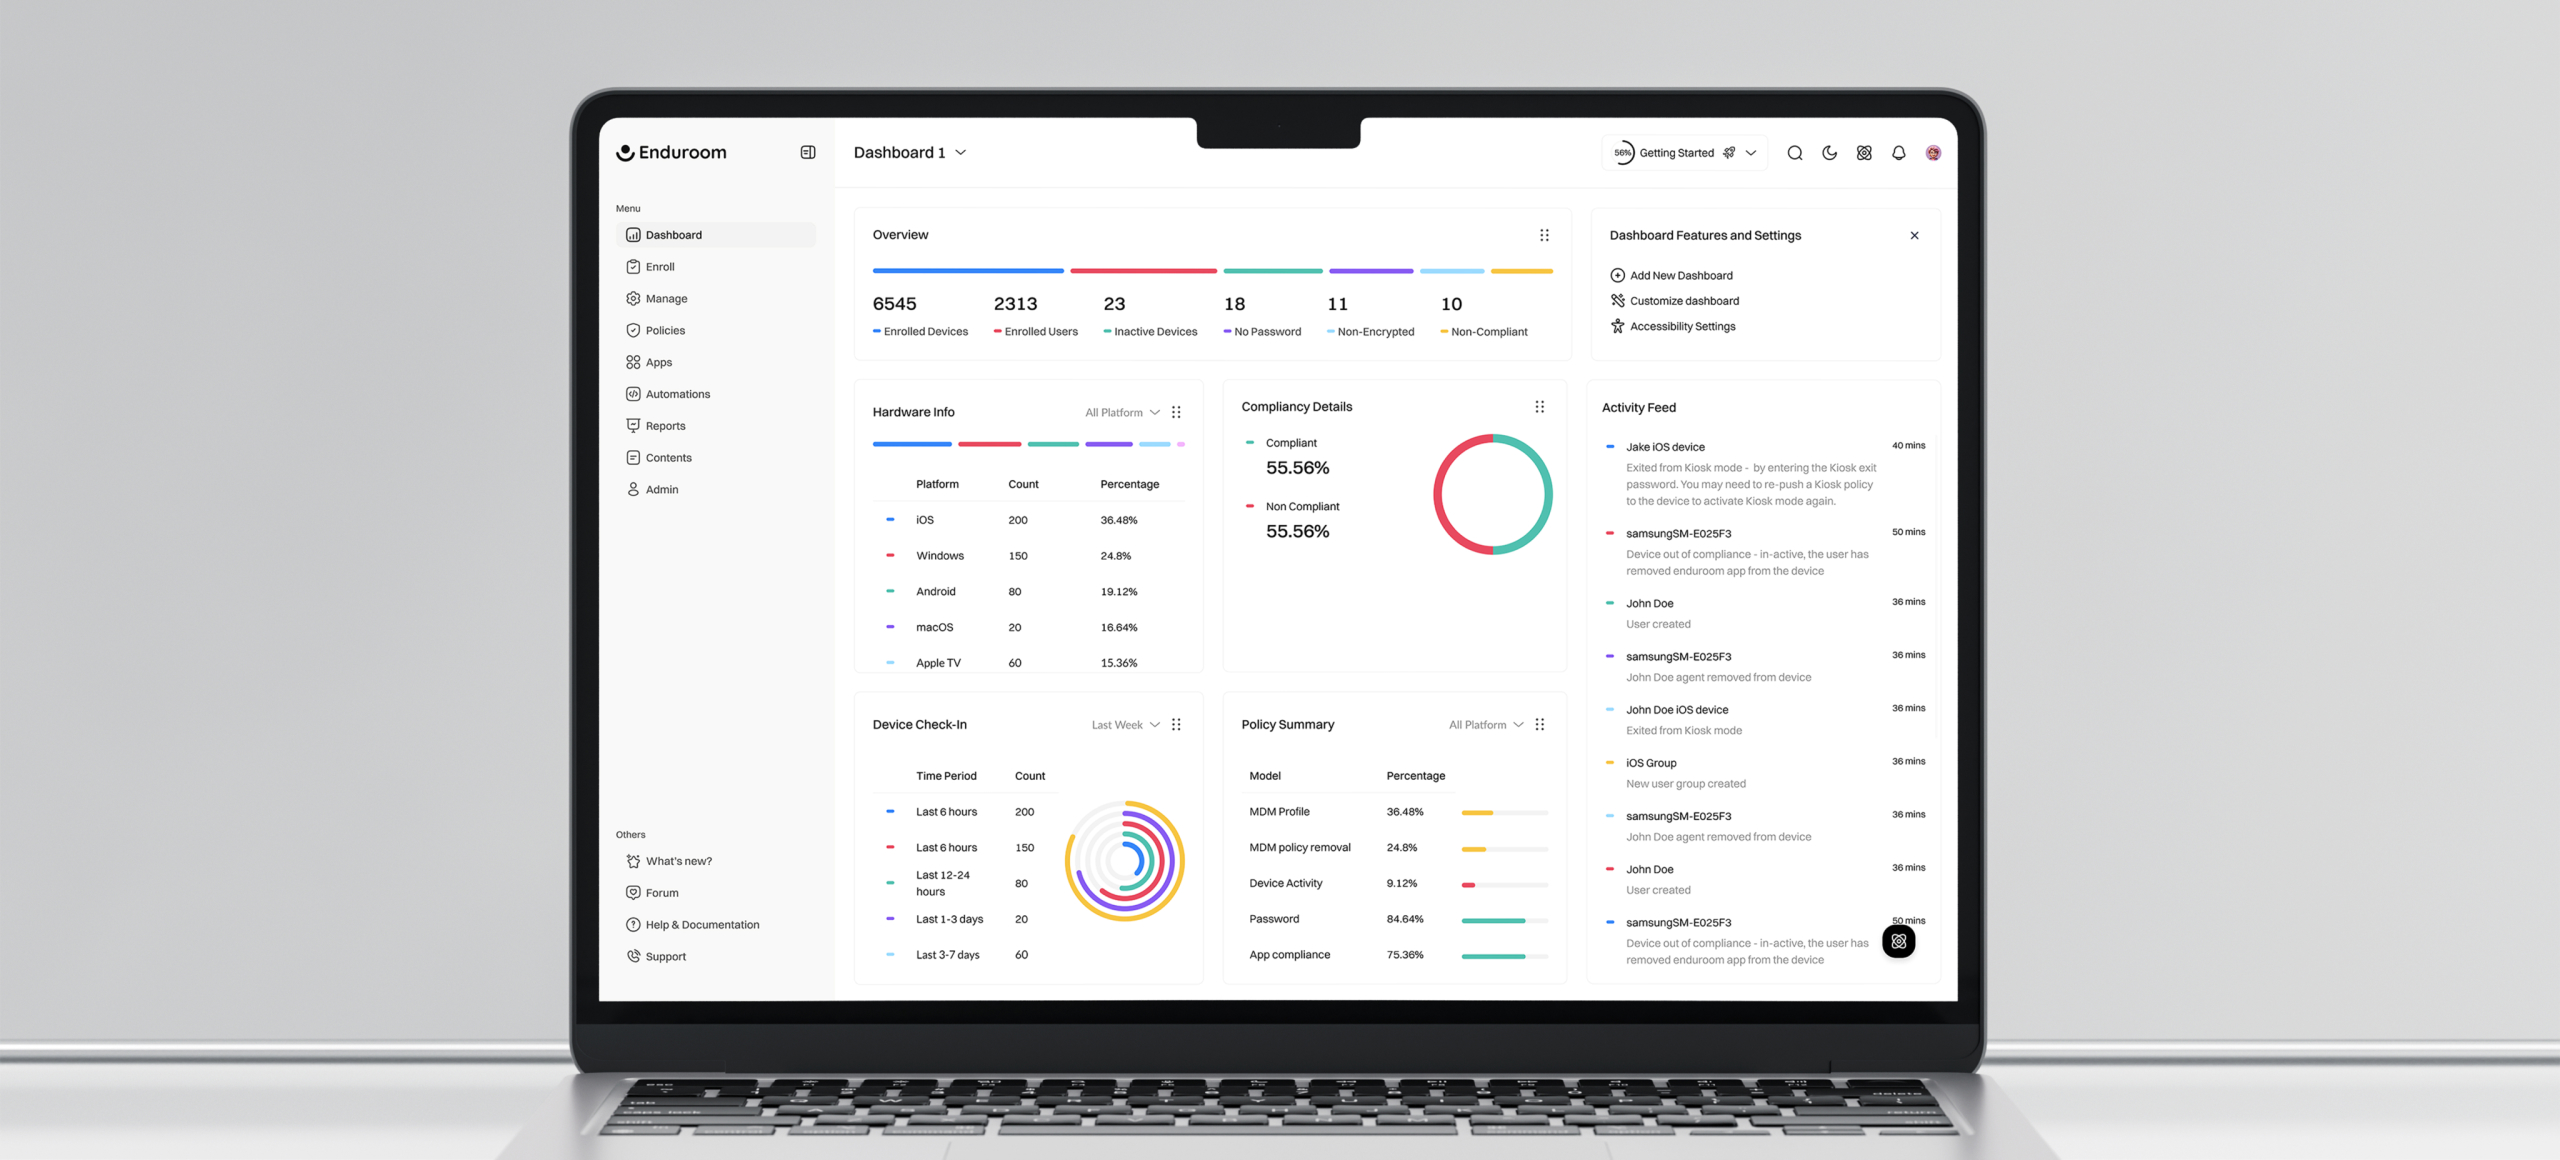 Enduroom
Dashboard 1
56% Getting Started
Menu
Dashboard
Enroll
Manage
Policies
Apps
Automations
Reports
Contents
Admin
Others
What's new?
Forum
Help & Documentation
Support
Overview
6545 2313 23 18 11 10
Enrolled Devices Enrolled Users Inactive Devices No Password Non-Encrypted Non-Compliant
Dashboard Features and Settings
Add New Dashboard
Customize dashboard
Accessibility Settings
Hardware Info All Platform
Platform Count Percentage
iOS 200 36.48%
Windows 150 24.8%
Android 80 19.12%
macOS 20 16.64%
Apple TV 60 15.36%
Compliancy Details
Compliant
55.56%
Non Compliant
55.56%
Device Check-In Last Week
Time Period Count
Last 6 hours 200
Last 6 hours 150
Last 12-24
hours 80
Last 1-3 days 20
Last 3-7 days 60
Policy Summary All Platform
Model Percentage
MDM Profile 36.48%
MDM policy removal 24.8%
Device Activity 9.12%
Password 84.64%
App compliance 75.36%
Activity Feed
Jake iOS device 40 mins
Exited from Kiosk mode - by entering the Kiosk exit
password. You may need to re-push a Kiosk policy
to the device to activate Kiosk mode again.
samsungSM-E025F3 50 mins
Device out of compliance - in-active, the user has
removed enduroom app from the device
John Doe 36 mins
User created
samsungSM-E025F3 36 mins
John Doe agent removed from device
John Doe iOS device 36 mins
Exited from Kiosk mode
iOS Group 36 mins
New user group created
samsungSM-E025F3 36 mins
John Doe agent removed from device
John Doe 36 mins
User created
samsungSM-E025F3 50 mins
Device out of compliance - in-active, the user has
removed enduroom app from the device
tab
caps lock
delete
return